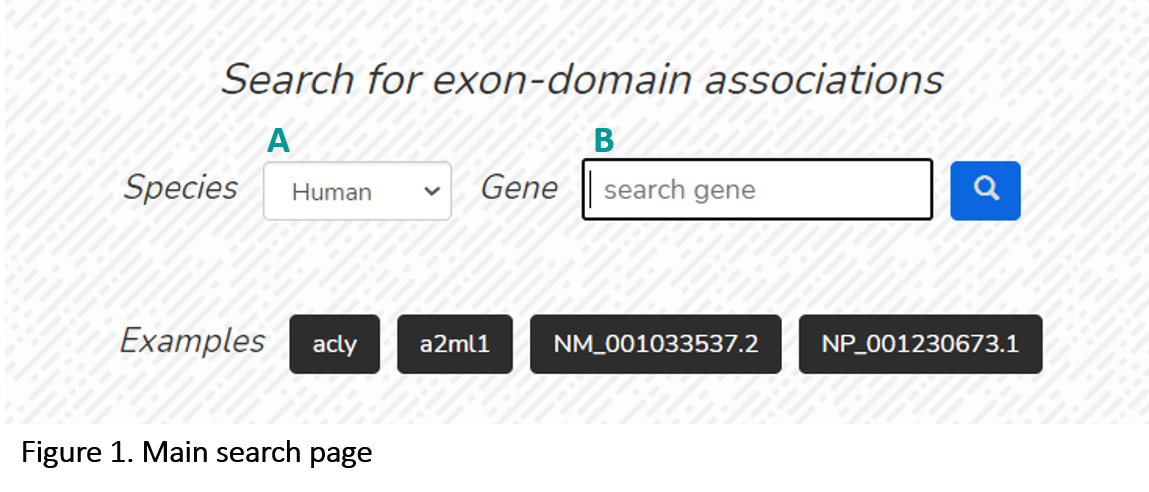 Search for exon-domain associations
A B
Species Human Gene search gene
Examples acly a2ml1 NM_001033537.2 NP_001230673.1
Figure 1. Main search page